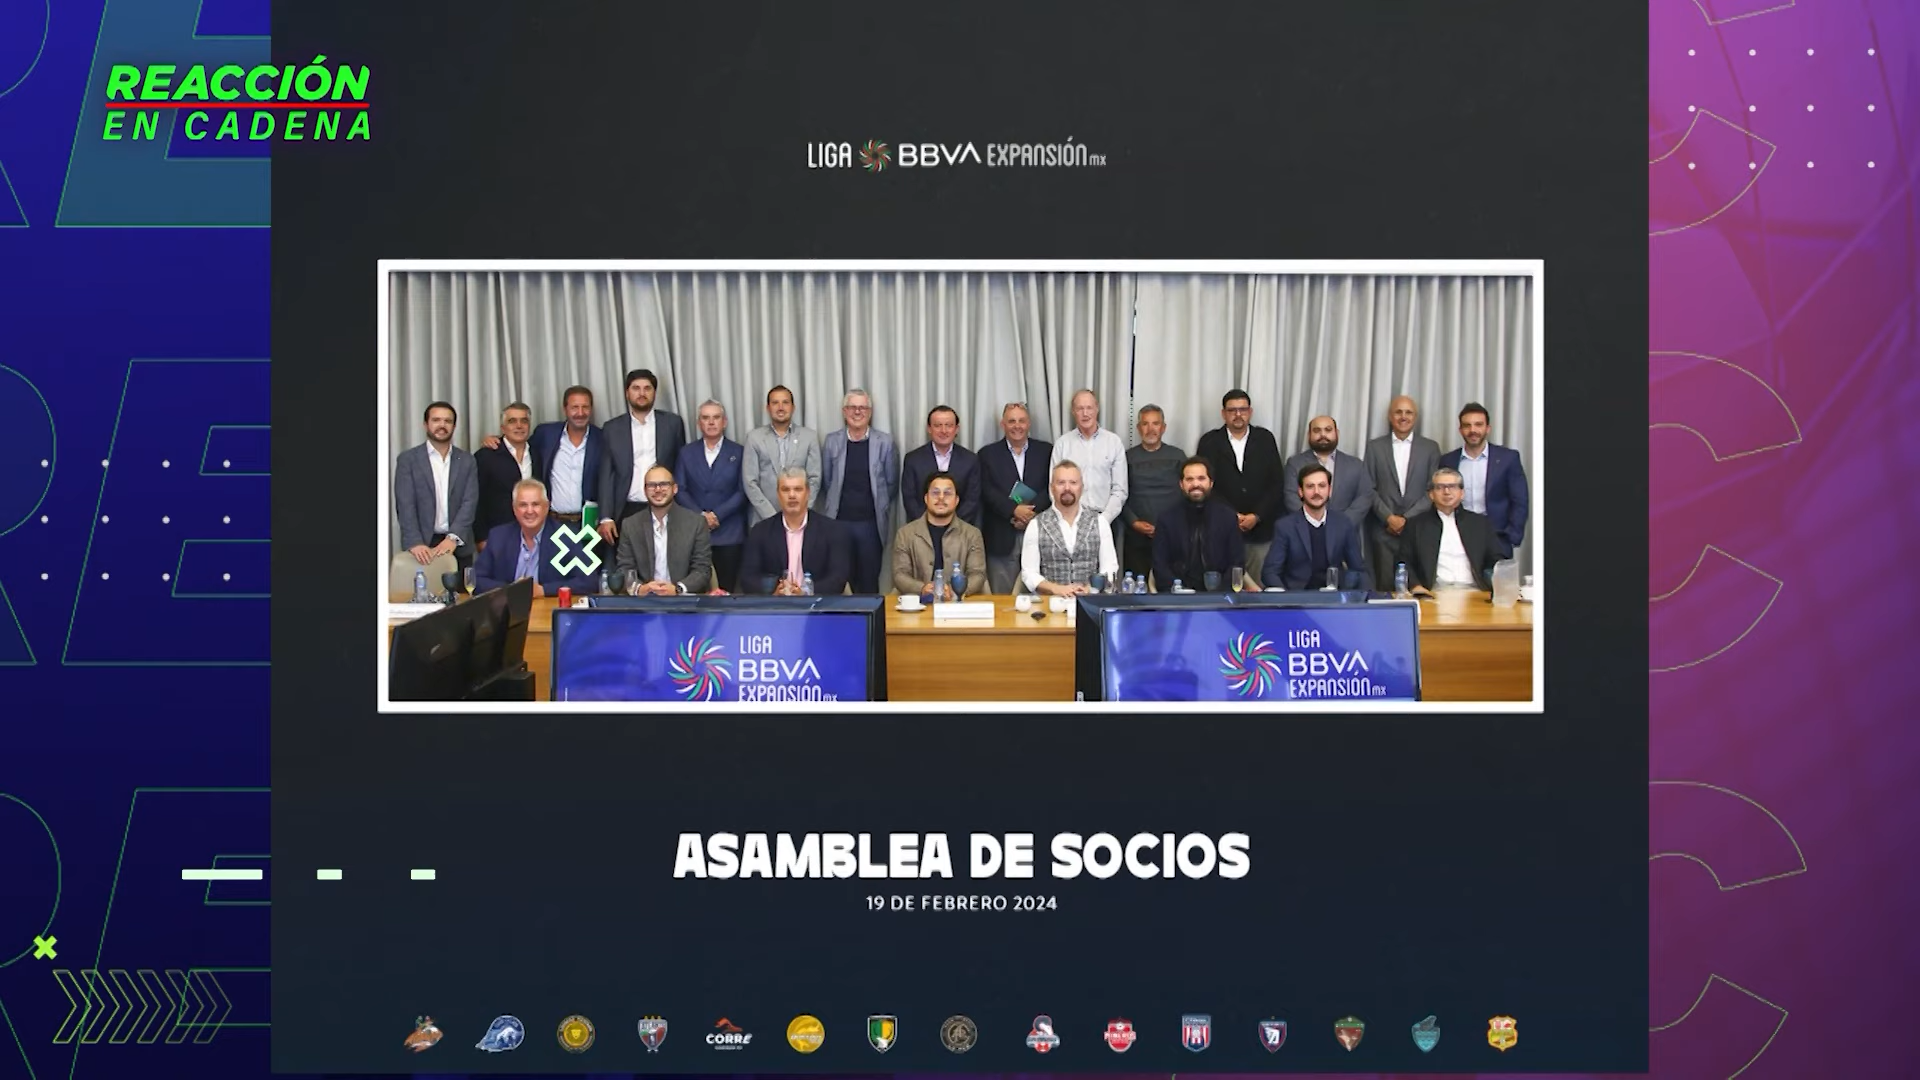 REACCIÓN
EN CADENA
LIGA BBVA EXPANSIÓN MX
LIGA
BBVA
EXPANSIÓN MX
LIGA
BBVA
EXPANSIÓN MX
ASAMBLEA DE SOCIOS
19 DE FEBRERO 2024
CORRE